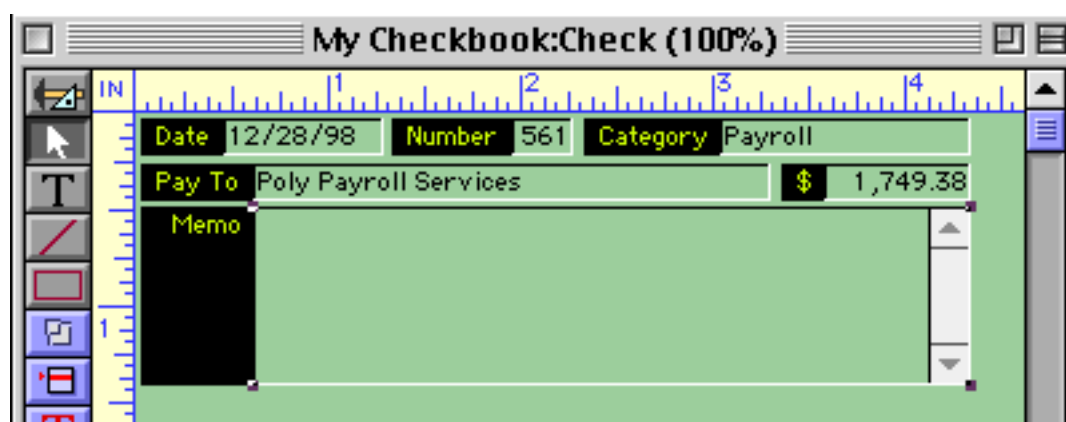 My Checkbook:Check (100%)
IN 1 2 3 4
Date 12/28/98 Number 561 Category Payroll
T Pay To Poly Payroll Services $ 1,749.38
Memo
1